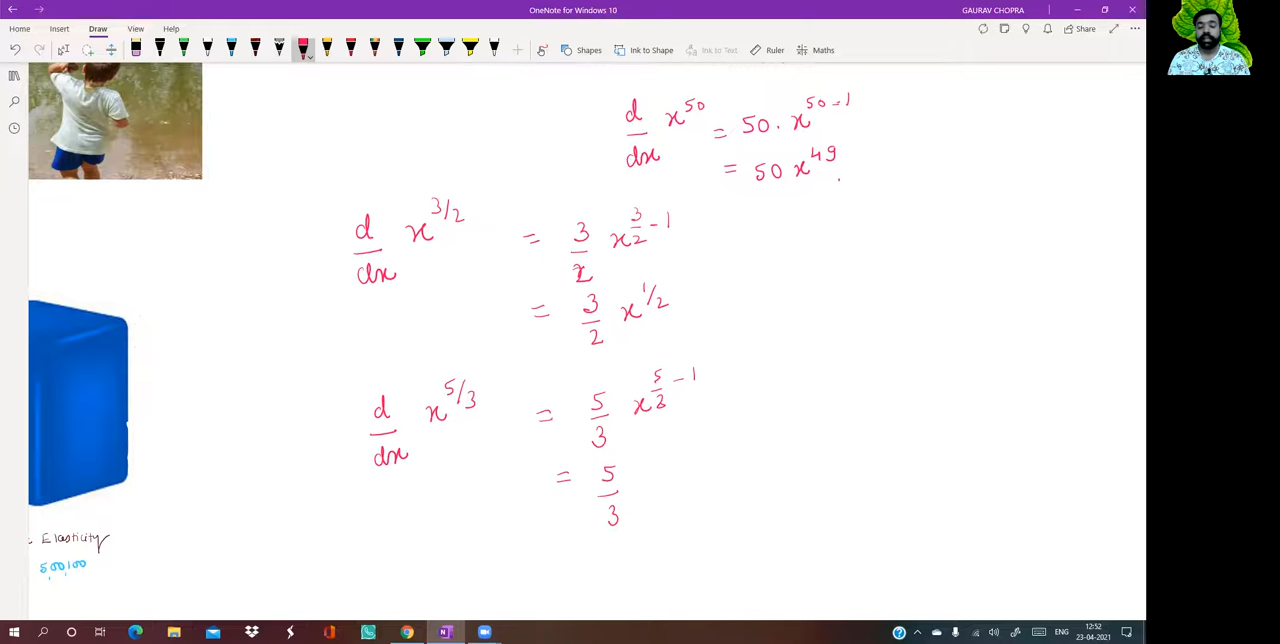 OneNote for Windows 10
GAURAV CHOPRA
Home Insert Draw View Help
Share
Shapes Ink to Shape Ink to Text Ruler Maths
d/dx x^50 = 50 · x^50-1
= 50 x^49
d/dx x^3/2 = 3/2 x^3/2-1
= 3/2 x^1/2
d/dx x^5/3 = 5/3 x^5/3-1
= 5/3
Elasticity
500,100
ENG
12:52
23-04-2021